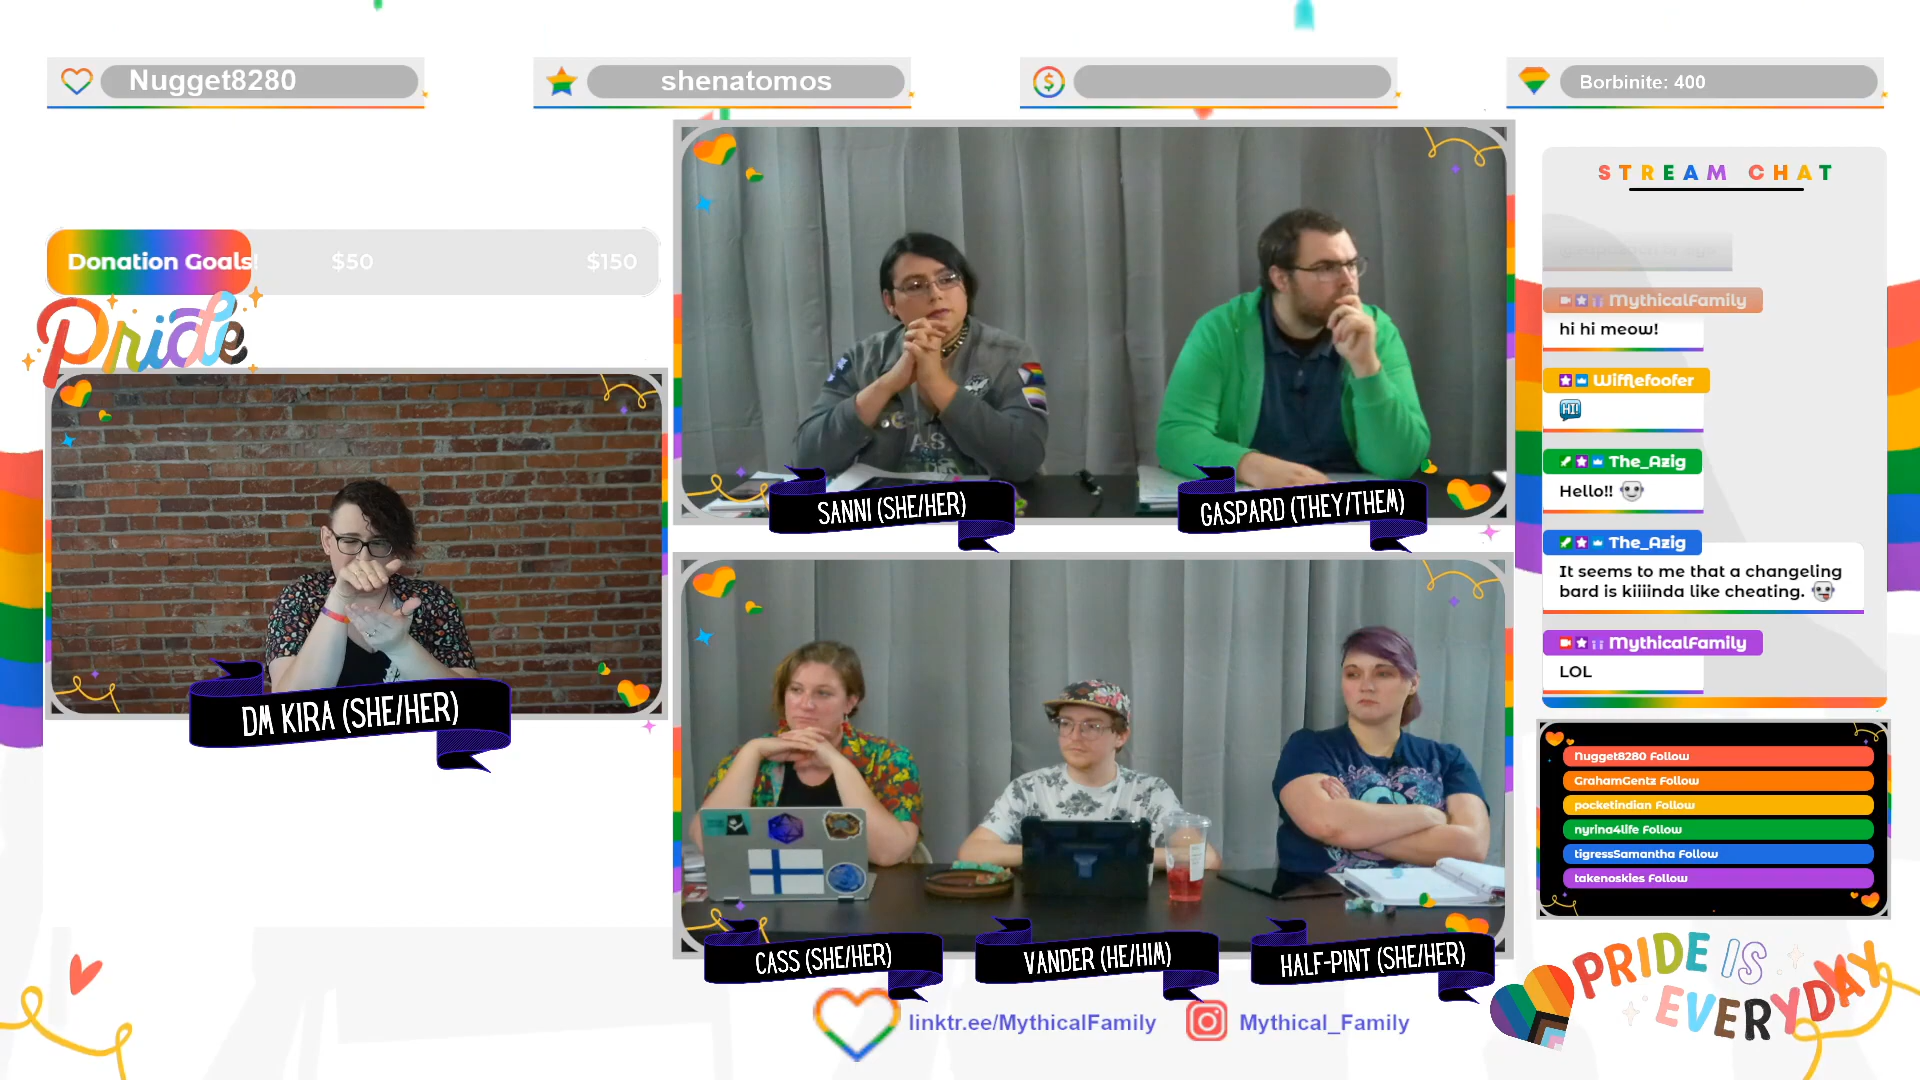 Nugget8280
shenatomos
Borbinite: 400
Donation Goals!
$50
$150
Pride
STREAM CHAT
MythicalFamily
hi hi meow!
Wifflefoofer
HI!
The_Azig
Hello!!
The_Azig
It seems to me that a changeling
bard is kiiiinda like cheating.
MythicalFamily
LOL
SANNI (SHE/HER)
GASPARD (THEY/THEM)
DM KIRA (SHE/HER)
CASS (SHE/HER)
VANDER (HE/HIM)
HALF-PINT (SHE/HER)
Nugget8280 Follow
GrahamGentz Follow
pocketindian Follow
nyrina4life Follow
tigressSamantha Follow
takenoskies Follow
PRIDE IS
EVERYDAY
linktr.ee/MythicalFamily
Mythical_Family